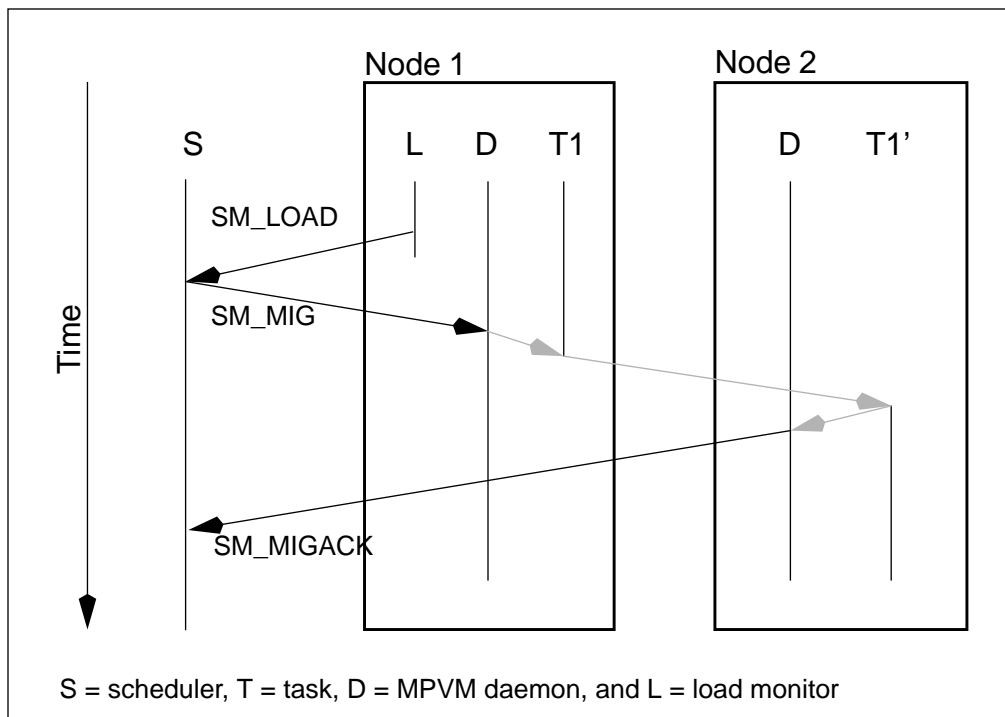 Node 1
Node 2
S
L
D
T1
D
T1’
SM_LOAD
SM_MIG
Time
SM_MIGACK
S = scheduler, T = task, D = MPVM daemon, and L = load monitor